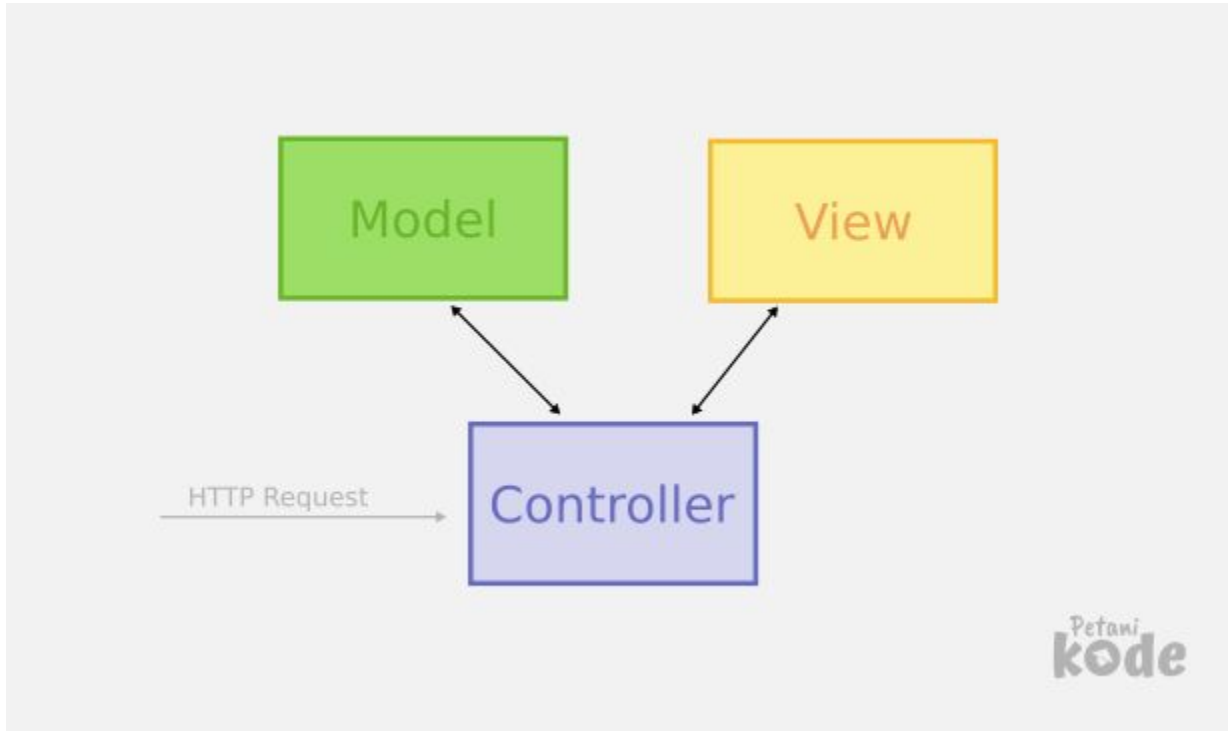 Model
View
HTTP Request
Controller
Petani
kode